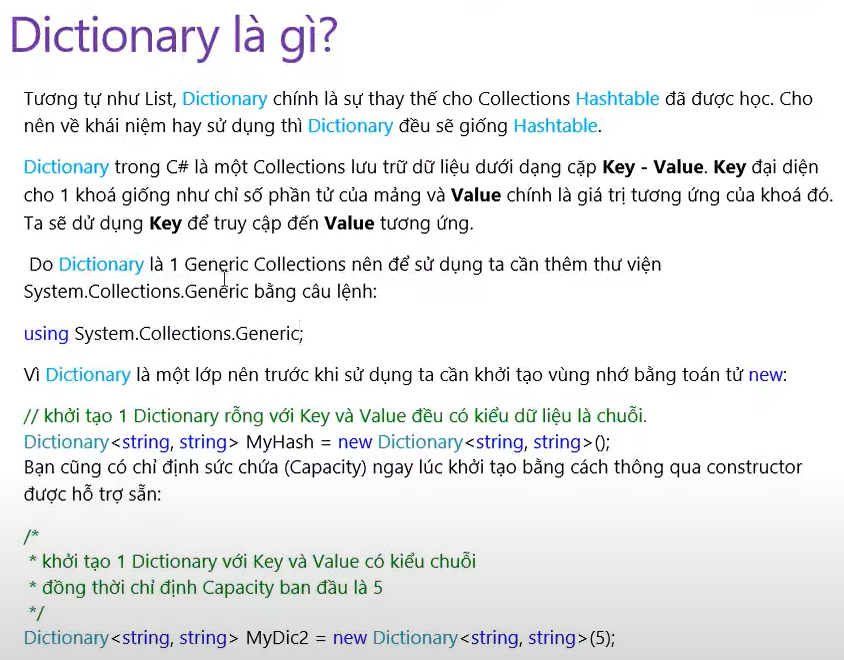 Dictionary là gì?
Tương tự như List, Dictionary chính là sự thay thế cho Collections Hashtable đã được học. Cho
nên về khái niệm hay sử dụng thì Dictionary đều sẽ giống Hashtable.
Dictionary trong C# là một Collections lưu trữ dữ liệu dưới dạng cặp Key - Value. Key đại diện
cho 1 khoá giống như chỉ số phần tử của mảng và Value chính là giá trị tương ứng của khoá đó.
Ta sẽ dử dụng Key để truy cập đến Value tương ứng.
Do Dictionary là 1 Generic Collections nên để sử dụng ta cần thêm thư viện
System.Collections.Generic bằng câu lệnh:
using System.Collections.Generic;
Vì Dictionary là một lớp nên trước khi sử dụng ta cần khởi tạo vùng nhớ bằng toán tử new:
// khởi tạo 1 Dictionary rỗng với Key và Value đều có kiểu dữ liệu là chuỗi.
Dictionary<string, string> MyHash = new Dictionary<string, string>();
Bạn cũng có chỉ định sức chứa (Capacity) ngay lúc khởi tạo bằng cách thông qua constructor
được hỗ trợ sẵn:
/*
* khởi tạo 1 Dictionary với Key và Value có kiểu chuỗi
* đồng thời chỉ định Capacity ban đầu là 5
*/
Dictionary<string, string> MyDic2 = new Dictionary<string, string>(5);